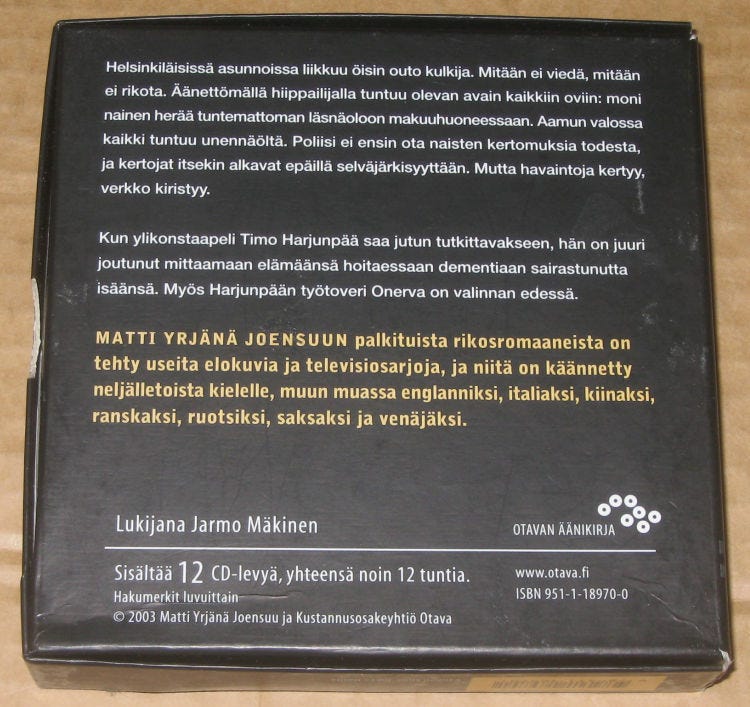 Helsinkiläisissä asunnoissa liikkuu öisin outo kulkija. Mitään ei viedä, mitään
ei rikota. Äänettömällä hiippailijalla tuntuu olevan avain kaikkiin oviin: moni
nainen herää tuntemattoman läsnäoloon makuuhuoneessaan. Aamun valossa
kaikki tuntuu unennäöltä. Poliisi ei ensin ota naisten kertomuksia todesta,
ja kertojat itsekin alkavat epäillä selväjärkisyyttään. Mutta havaintoja kertyy,
verkko kiristyy.
Kun ylikonstaapeli Timo Harjunpää saa jutun tutkittavakseen, hän on juuri
joutunut mittaamaan elämäänsä hoitaessaan dementiaan sairastunutta
isäänsä. Myös Harjunpään työtoveri Onerva on valinnan edessä.
MATTI YRJÄNÄ JOENSUUN palkituista rikosromaaneista on
tehty useita elokuvia ja televisiosarjoja, ja niitä on käännetty
neljälletoista kielelle, muun muassa englanniksi, italiaksi, kiinaksi,
ranskaksi, ruotsiksi, saksaksi ja venäjäksi.
Lukijana Jarmo Mäkinen
OTAVAN ÄÄNIKIRJA
Sisältää 12 CD-levyä, yhteensä noin 12 tuntia.
Hakumerkit luvuittain
© 2003 Matti Yrjänä Joensuu ja Kustannusosakeyhtiö Otava
www.otava.fi
ISBN 951-1-18970-0